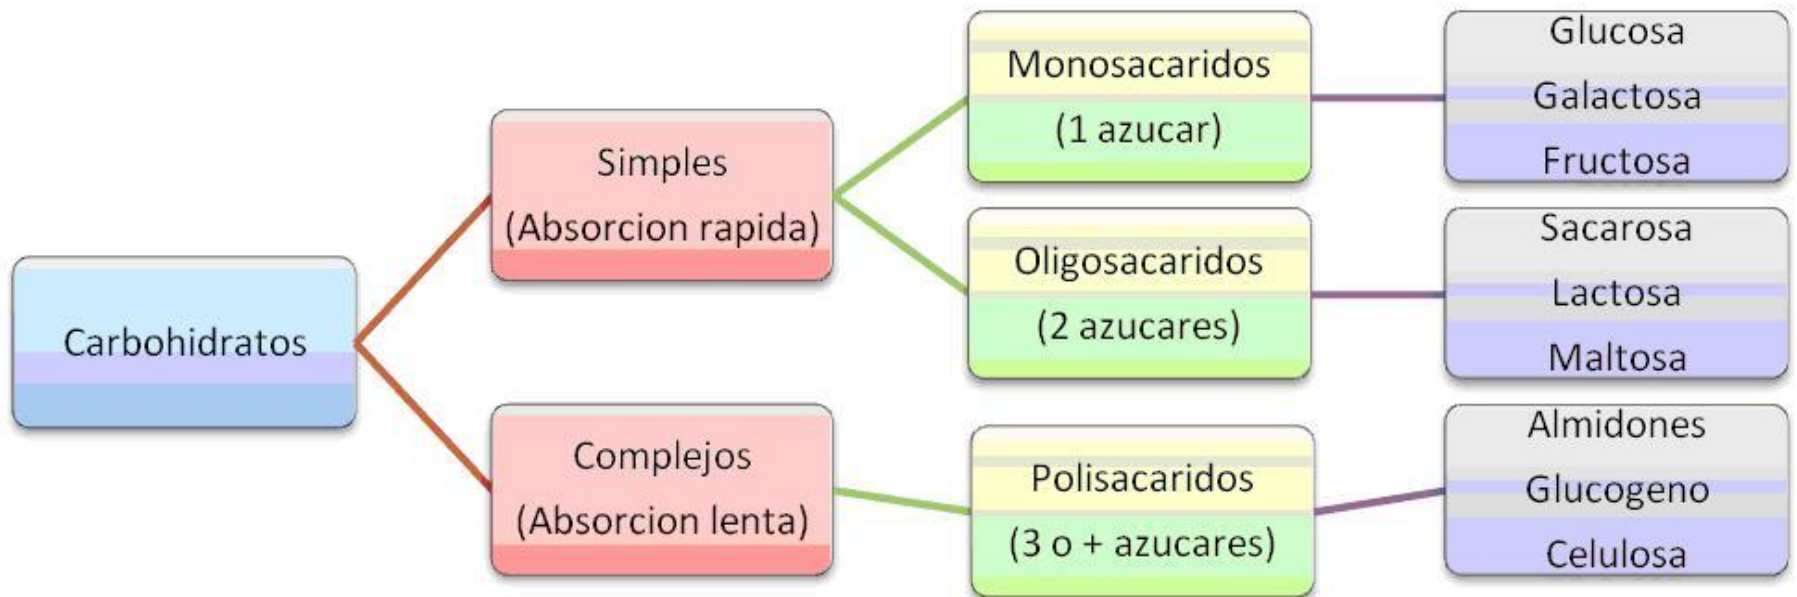 Carbohidratos
Simples
(Absorcion rapida)
Complejos
(Absorcion lenta)
Monosacaridos
(1 azucar)
Oligosacaridos
(2 azucares)
Polisacaridos
(3 o + azucares)
Glucosa
Galactosa
Fructosa
Sacarosa
Lactosa
Maltosa
Almidones
Glucogeno
Celulosa